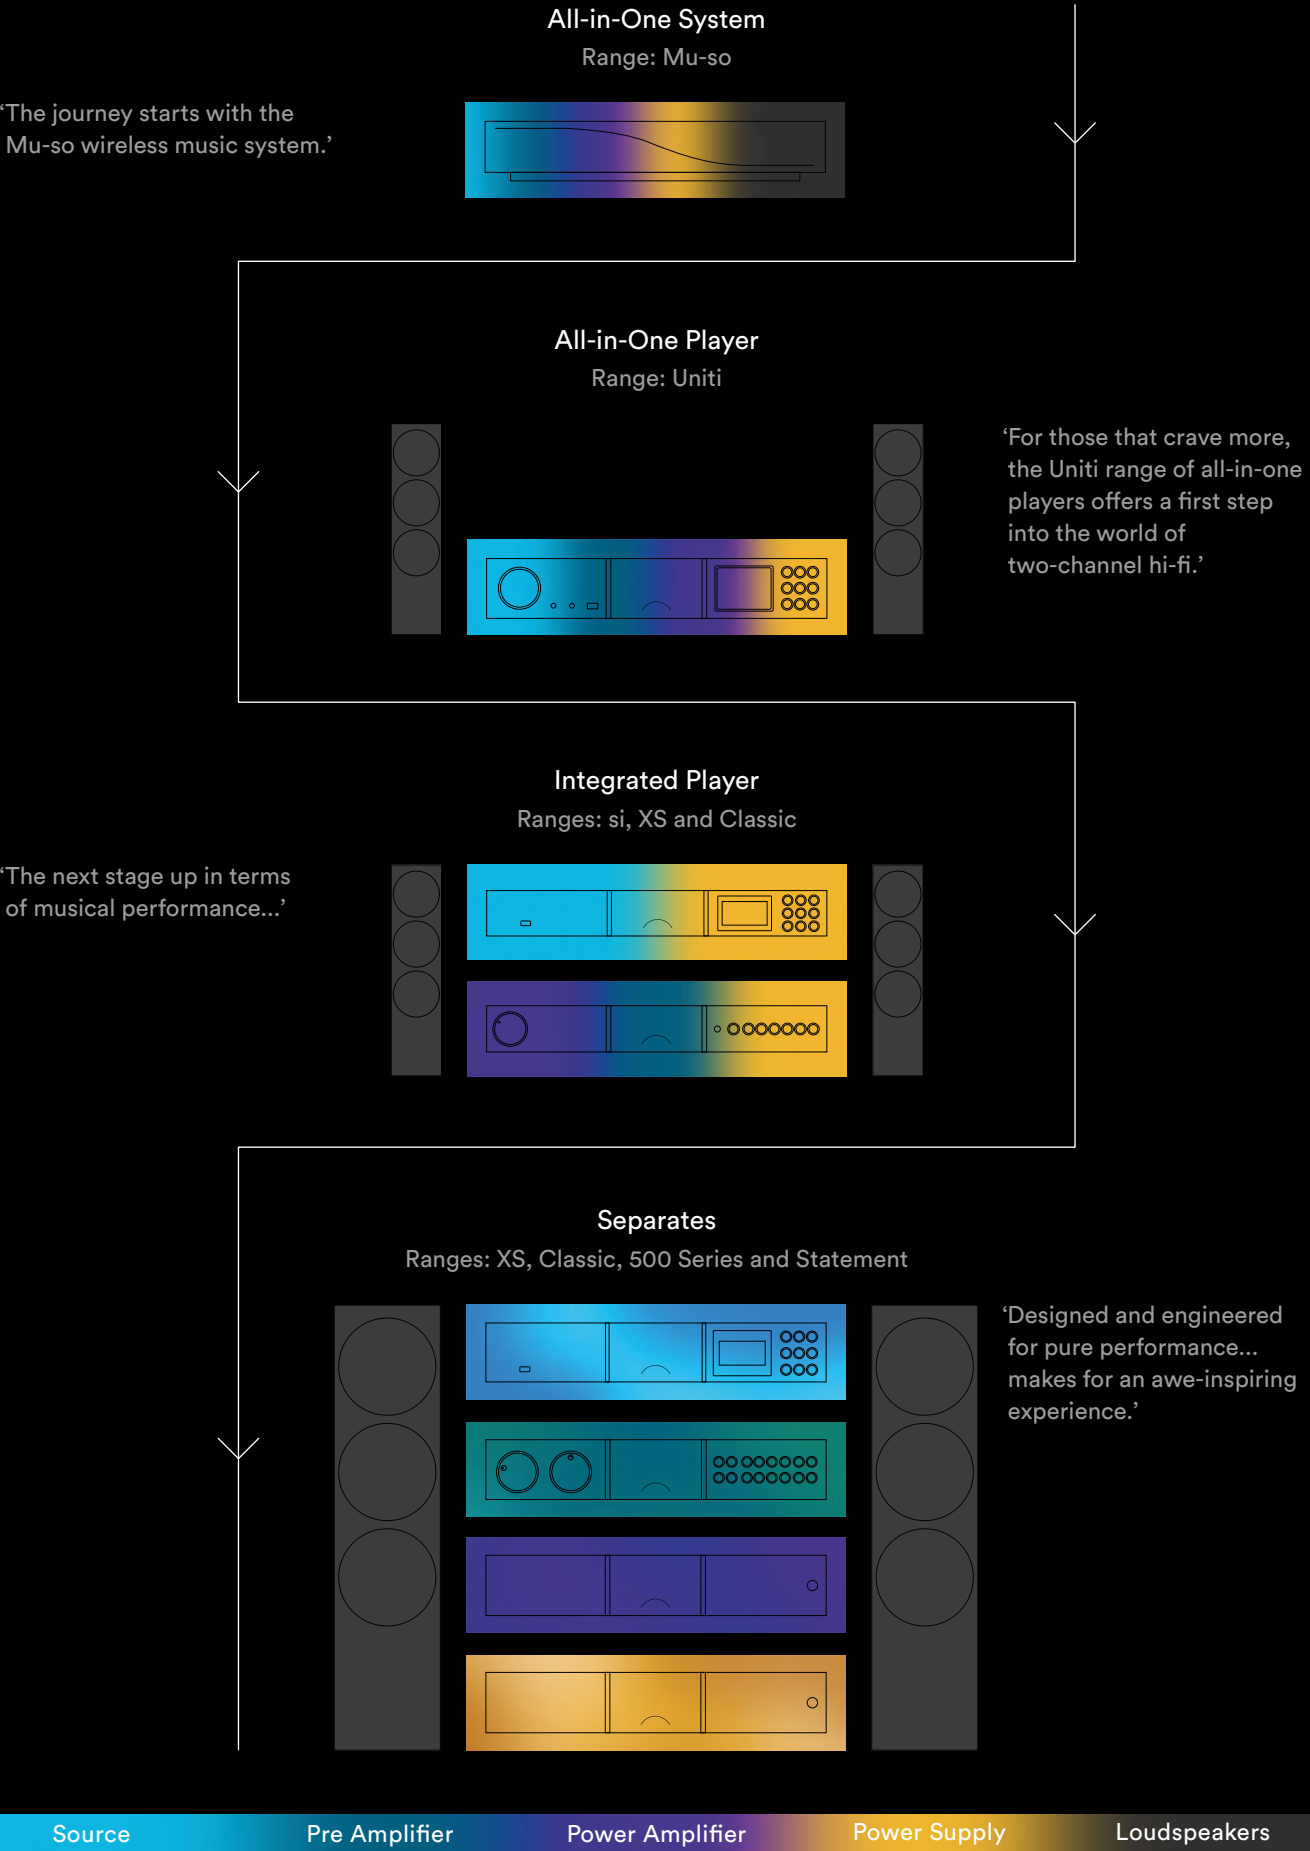 All-in-One System
Range: Mu-so
‘The journey starts with the
Mu-so wireless music system.’
All-in-One Player
Range: Uniti
‘For those that crave more,
the Uniti range of all-in-one
players offers a first step
into the world of
two-channel hi-fi.’
Integrated Player
Ranges: si, XS and Classic
‘The next stage up in terms
of musical performance...’
Separates
Ranges: XS, Classic, 500 Series and Statement
‘Designed and engineered
for pure performance...
makes for an awe-inspiring
experience.’
Source Pre Amplifier Power Amplifier Power Supply Loudspeakers